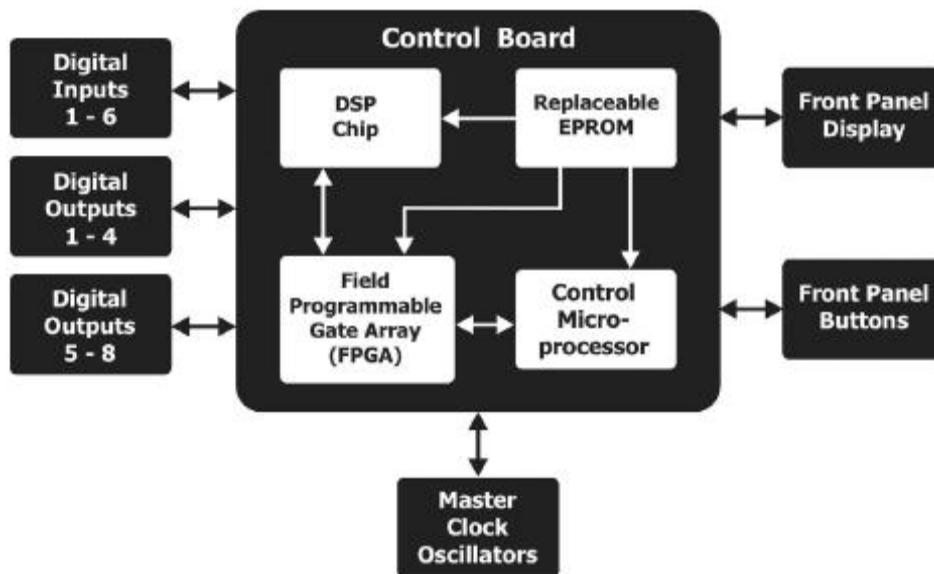 Control Board
Digital
Inputs
1 - 6
Digital
Outputs
1 - 4
Digital
Outputs
5 - 8
DSP
Chip
Replaceable
EPROM
Field
Programmable
Gate Array
(FPGA)
Control
Micro-
processor
Front Panel
Display
Front Panel
Buttons
Master
Clock
Oscillators